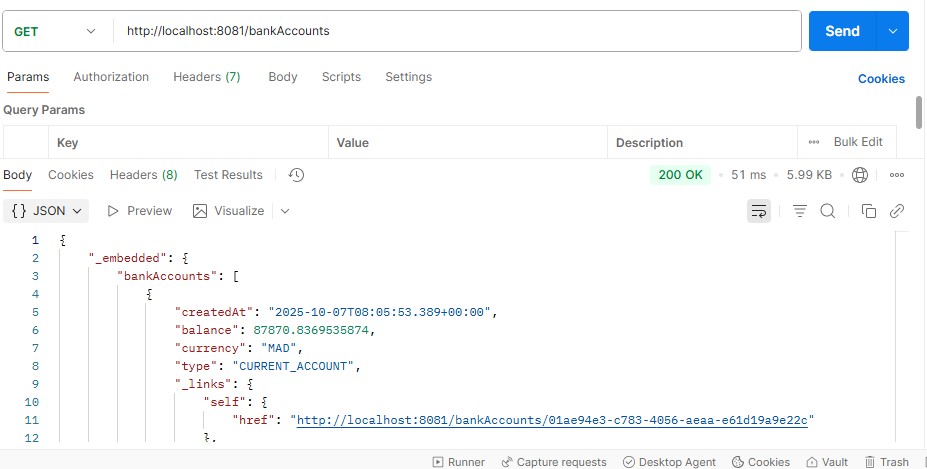 GET http://localhost:8081/bankAccounts Send
Params Authorization Headers (7) Body Scripts Settings Cookies
Query Params
Key Value Description Bulk Edit
Body Cookies Headers (8) Test Results 200 OK 51 ms 5.99 KB
{} JSON Preview Visualize
1 {
2 "_embedded": {
3 "bankAccounts": [
4 {
5 "createdAt": "2025-10-07T08:05:53.389+00:00",
6 "balance": 87870.8369535874,
7 "currency": "MAD",
8 "type": "CURRENT_ACCOUNT",
9 "_links": {
10 "self": {
11 "href": "http://localhost:8081/bankAccounts/01ae94e3-c783-4056-aeaa-e61d19a9e22c"
12 },
Runner Capture requests Desktop Agent Cookies Vault Trash